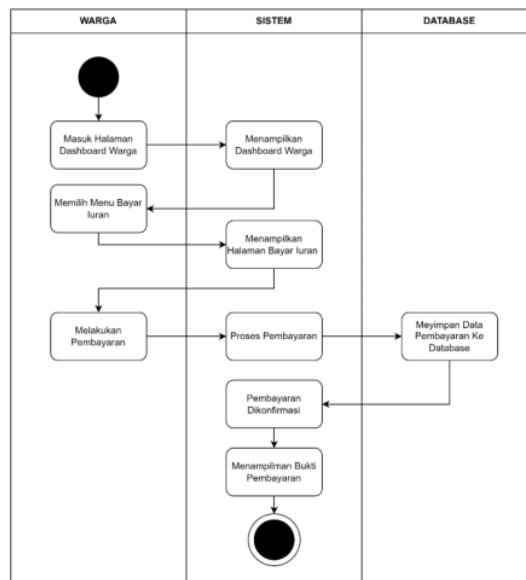 WARGA
SISTEM
DATABASE
Masuk Halaman
Dashboard Warga
Menampilkan
Dashboard Warga
Memilih Menu Bayar
Iuran
Menampilkan
Halaman Bayar Iuran
Melakukan
Pembayaran
Proses Pembayaran
Meyimpan Data
Pembayaran Ke
Database
Pembayaran
Dikonfirmasi
Menampilman Bukti
Pembayaran